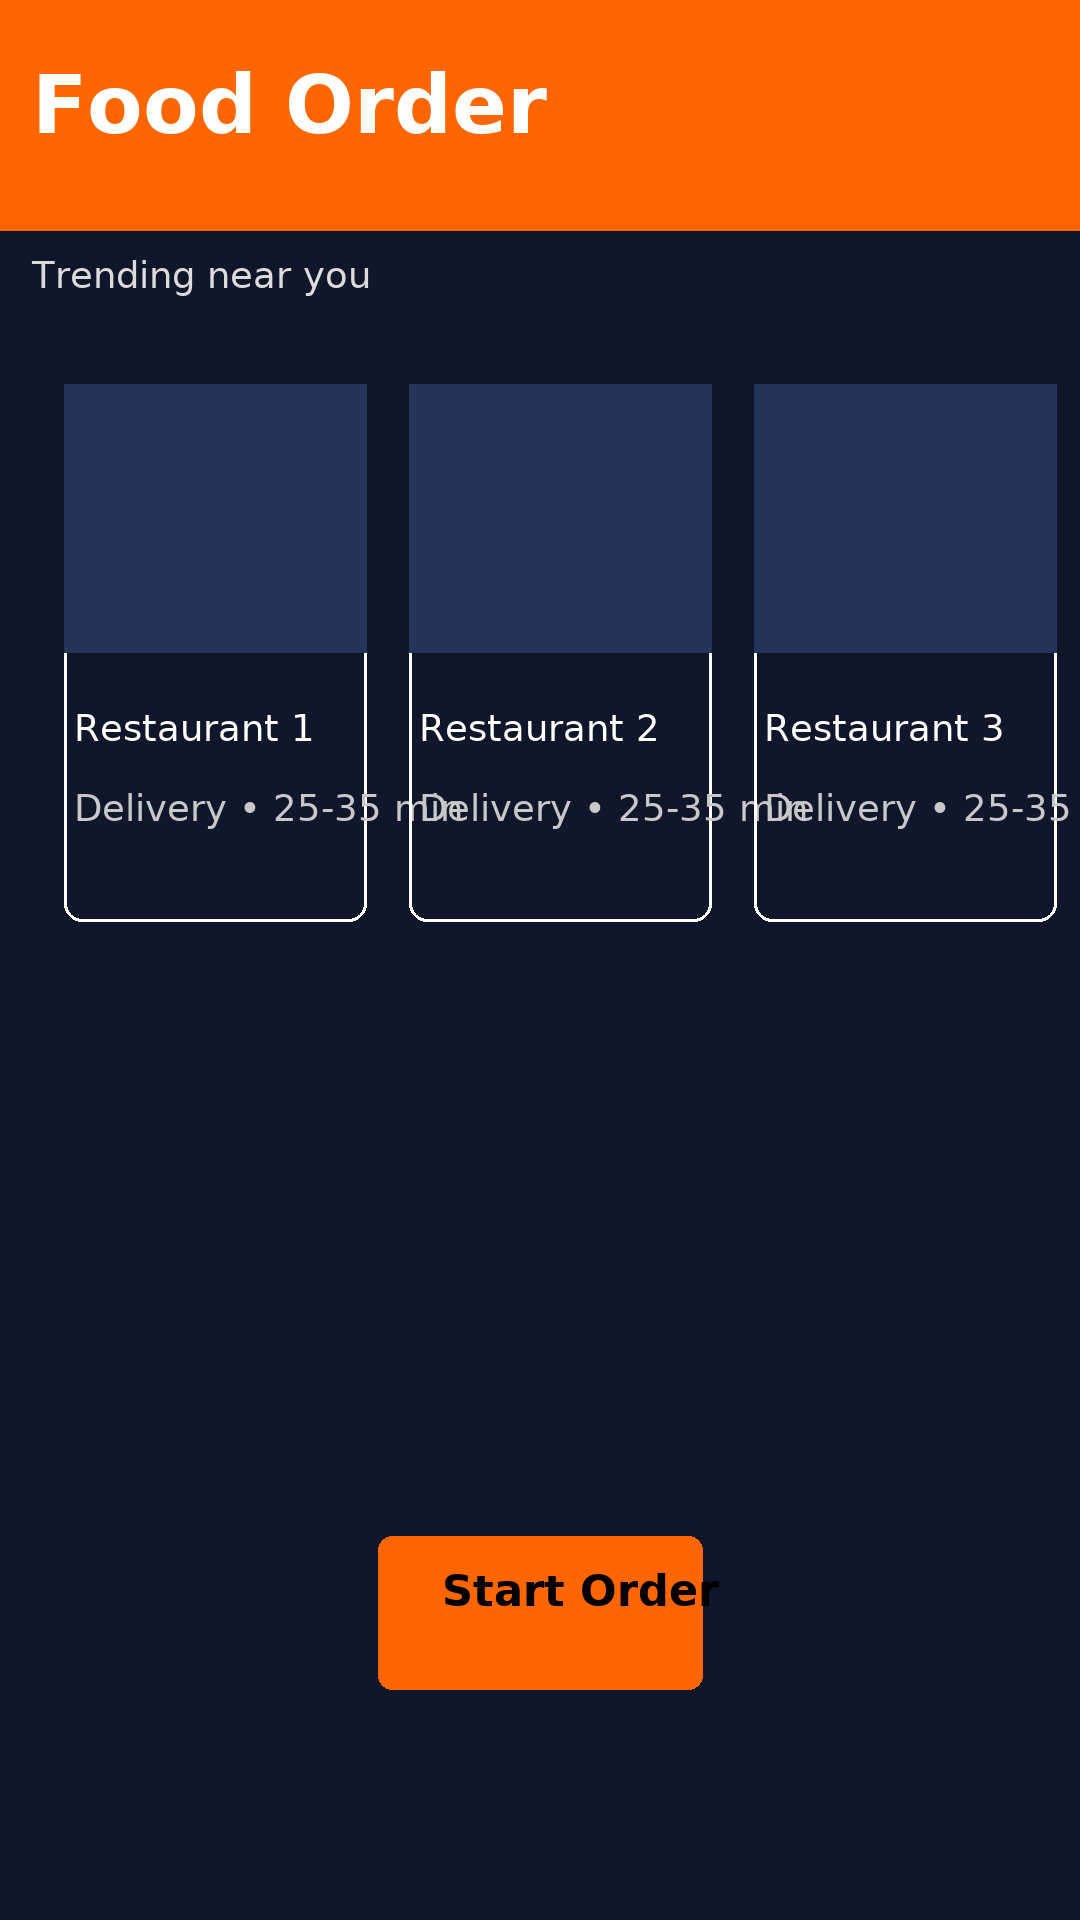 Food Order
Trending near you
Restaurant 1
Restaurant 2
Restaurant 3
Delivery • 25-35 min
Delivery • 25-35 min
Delivery • 25-35
Start Order